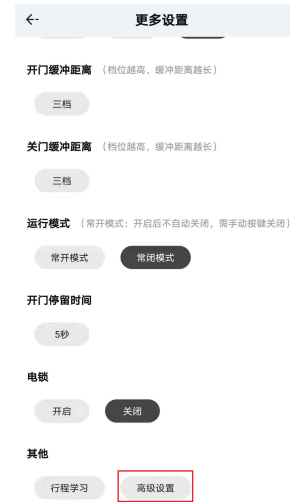 更多设置
开门缓冲距离 （档位越高，缓冲距离越长）
三档
关门缓冲距离 （档位越高，缓冲距离越长）
三档
运行模式 （常开模式：开启后不自动关闭，需手动按键关闭）
常开模式 常闭模式
开门停留时间
5秒
电锁
开启 关闭
其他
行程学习 高级设置